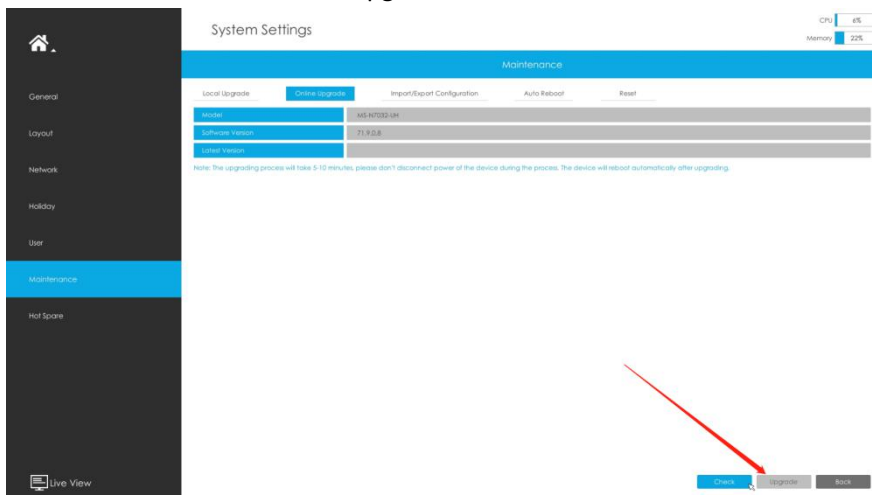 System Settings
CPU 6%
Memory 22%
Maintenance
Local Upgrade Online Upgrade Import/Export Configuration Auto Reboot Reset
Model MS-N7032-UH
Software Version 71.9.0.8
Latest Version
Note: The upgrading process will take 5-10 minutes, please don't disconnect power of the device during the process. The device will reboot automatically after upgrading.
General
Layout
Network
Holiday
User
Maintenance
Hot Spare
Live View
Check Upgrade Back